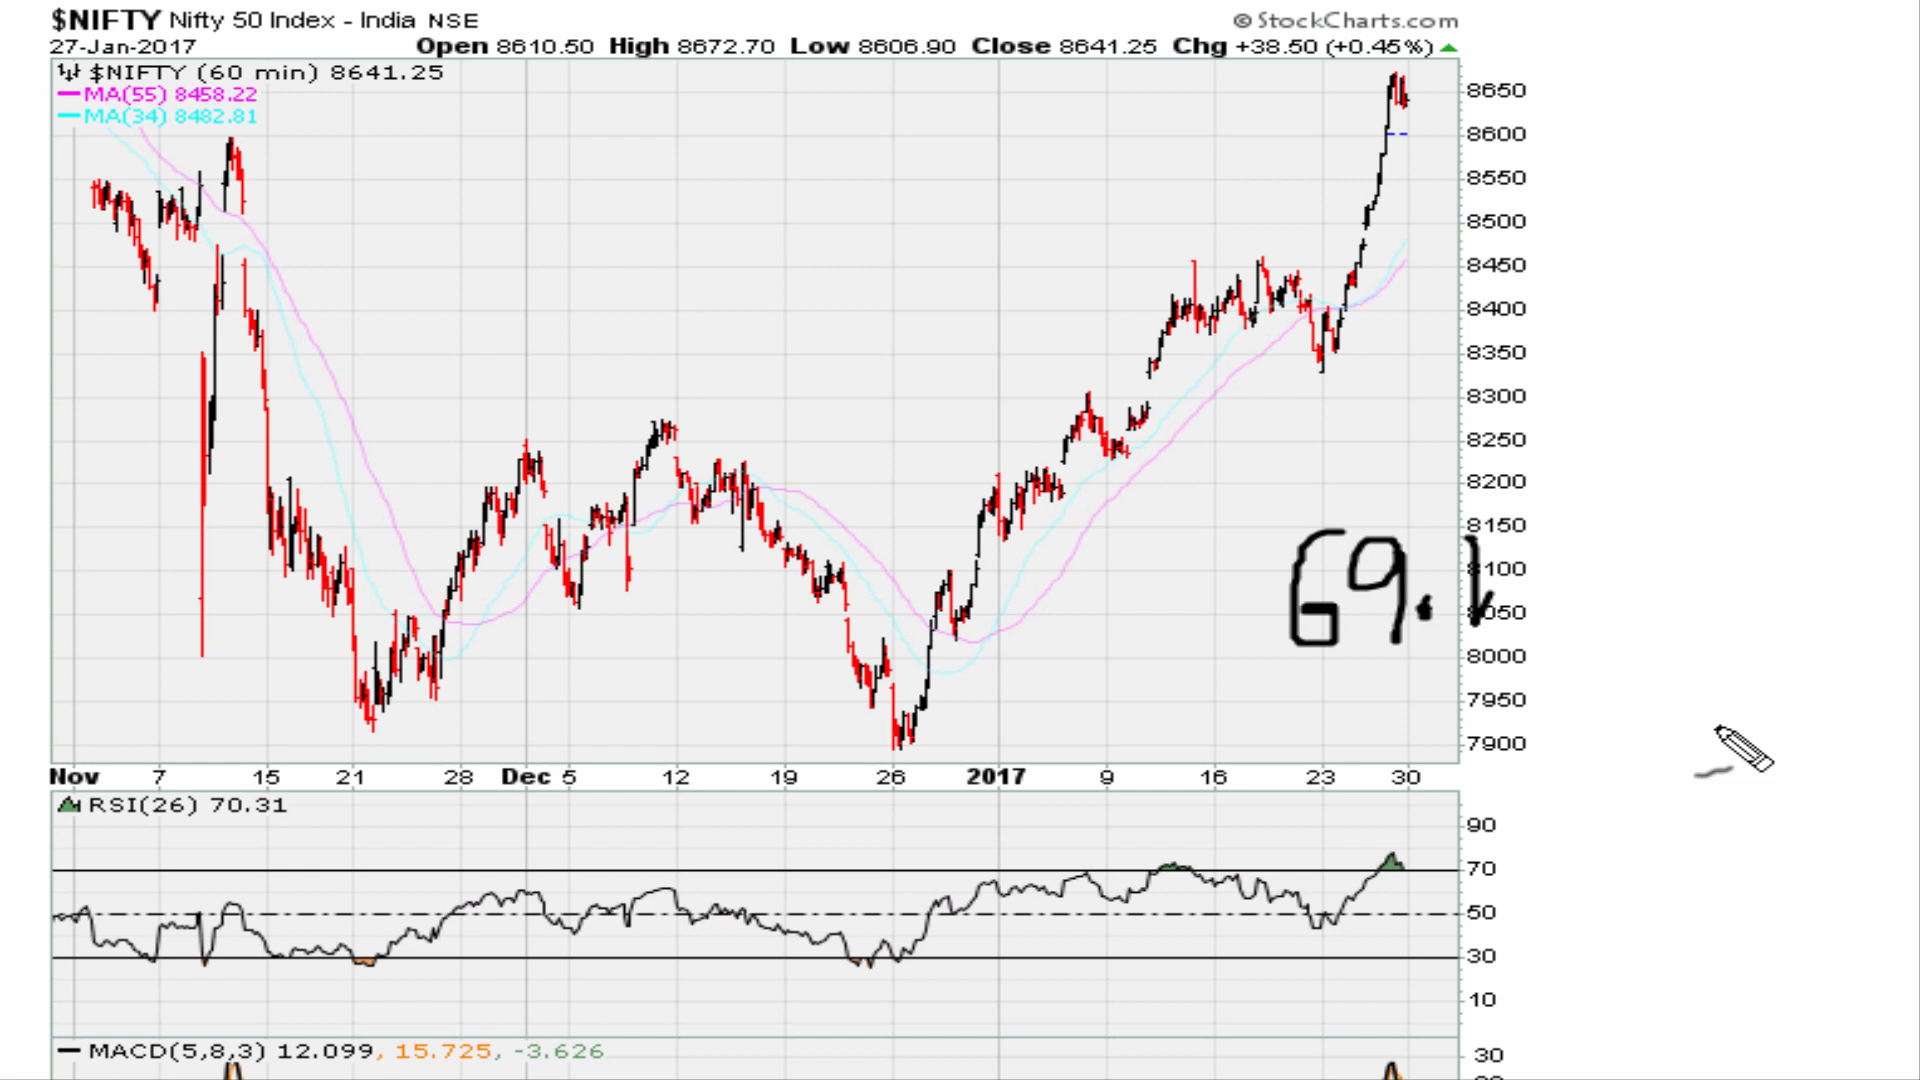 $NIFTY Nifty 50 Index - India NSE © StockCharts.com
27-Jan-2017 Open 8610.50 High 8672.70 Low 8606.90 Close 8641.25 Chg +38.50 (+0.45%)
$NIFTY (60 min) 8641.25
MA(55) 8458.22
MA(34) 8482.81
8650
8600
8550
8500
8450
8400
8350
8300
8250
8200
8150
8100
8050
8000
7950
7900
69.1
Nov 7 15 21 28 Dec 5 12 19 26 2017 9 16 23 30
RSI(26) 70.31
90
70
50
30
10
MACD(5,8,3) 12.099, 15.725, -3.626
30